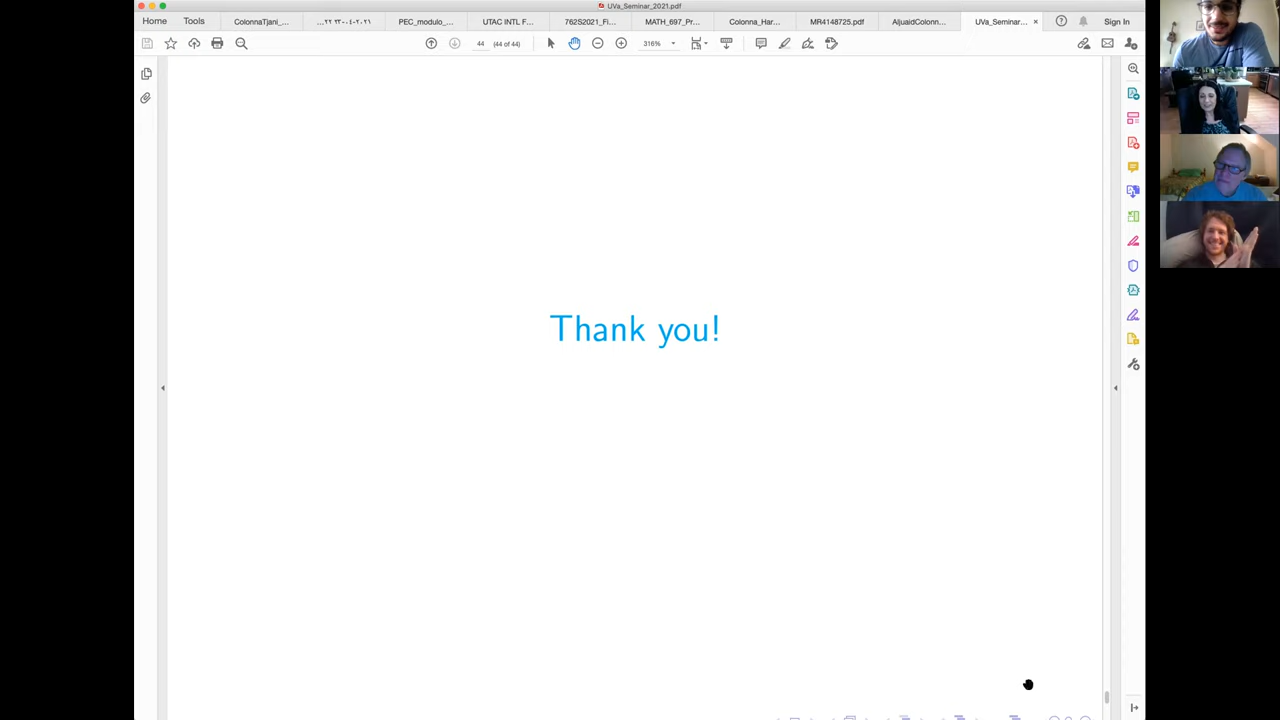 UVa_Seminar_2021.pdf
Home
Tools
ColonnaTjani_...
PEC_modulo_...
UTAC INTL F...
762S2021_Fi...
MATH_697_Pr...
Colonna_Har...
MR4148725.pdf
AljuaidColonn...
UVa_Seminar...
Sign In
44
(44 of 44)
316%
Thank you!